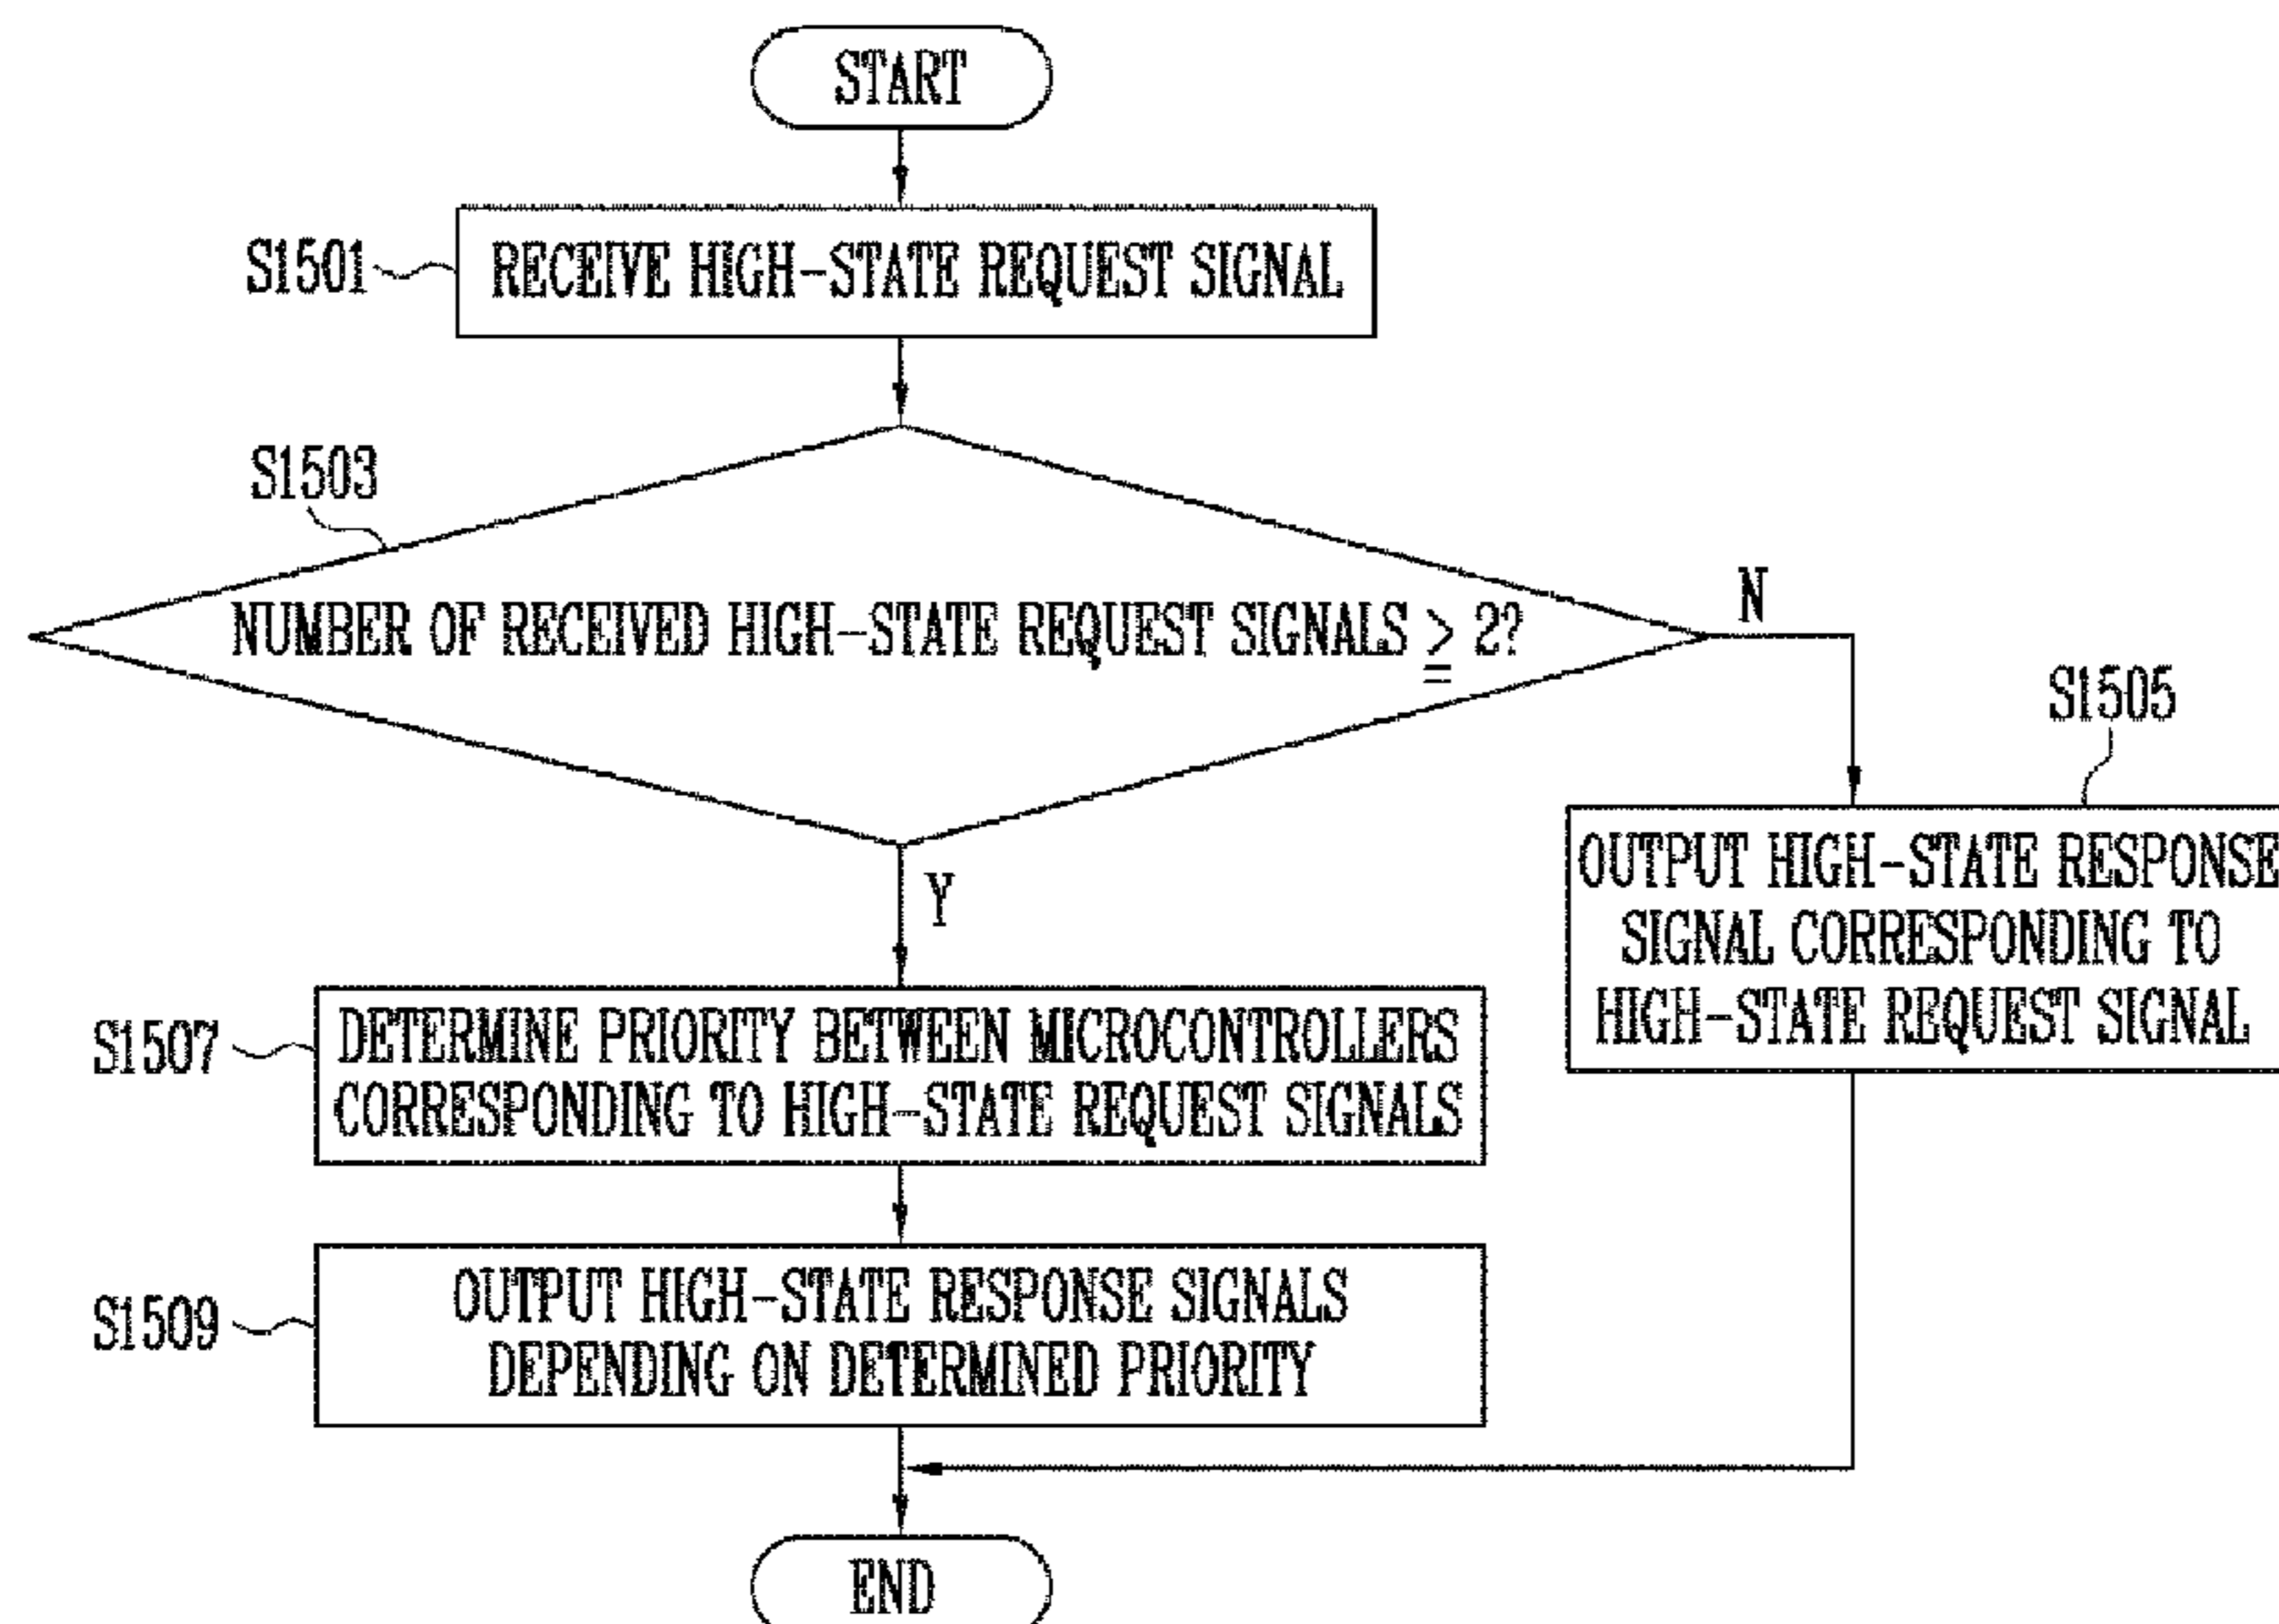 START
S1501
RECEIVE HIGH-STATE REQUEST SIGNAL
S1503
NUMBER OF RECEIVED HIGH-STATE REQUEST SIGNALS ≧ 2?
N
S1505
OUTPUT HIGH-STATE RESPONSE
SIGNAL CORRESPONDING TO
HIGH-STATE REQUEST SIGNAL
Y
S1507
DETERMINE PRIORITY BETWEEN MICROCONTROLLERS
CORRESPONDING TO HIGH-STATE REQUEST SIGNALS
S1509
OUTPUT HIGH-STATE RESPONSE SIGNALS
DEPENDING ON DETERMINED PRIORITY
END